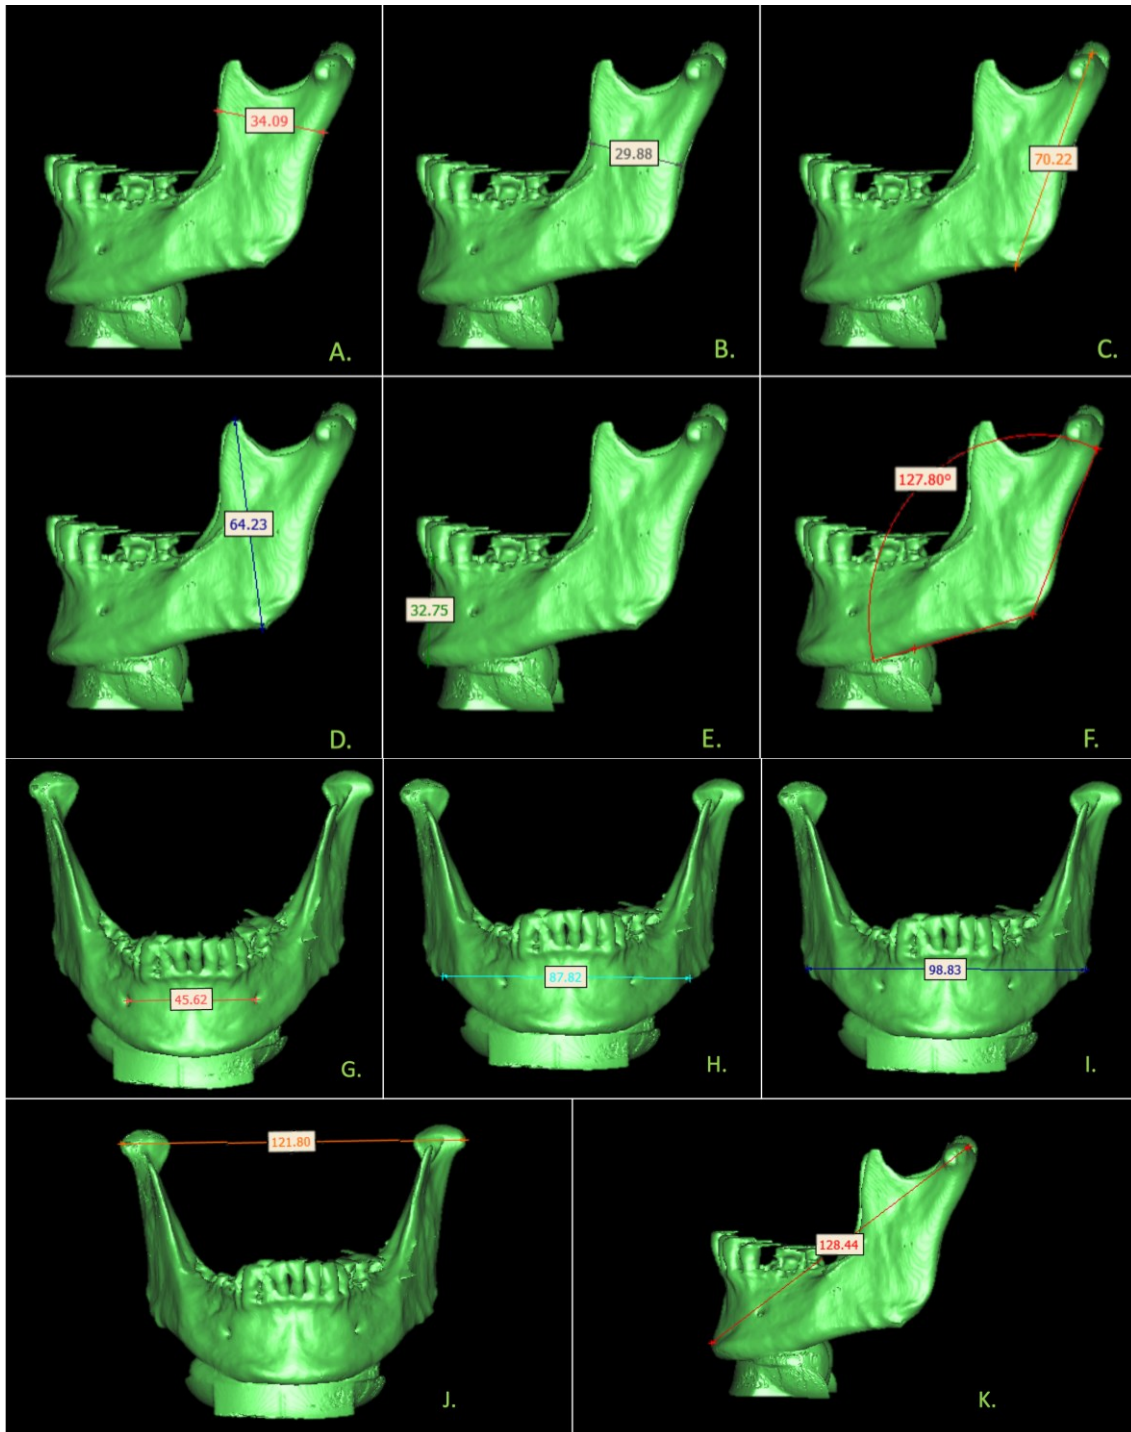 34.09
A.
29.88
B.
70.22
C.
64.23
D.
32.75
E.
127.80°
F.
45.62
G.
87.82
H.
98.83
I.
121.80
J.
128.44
K.